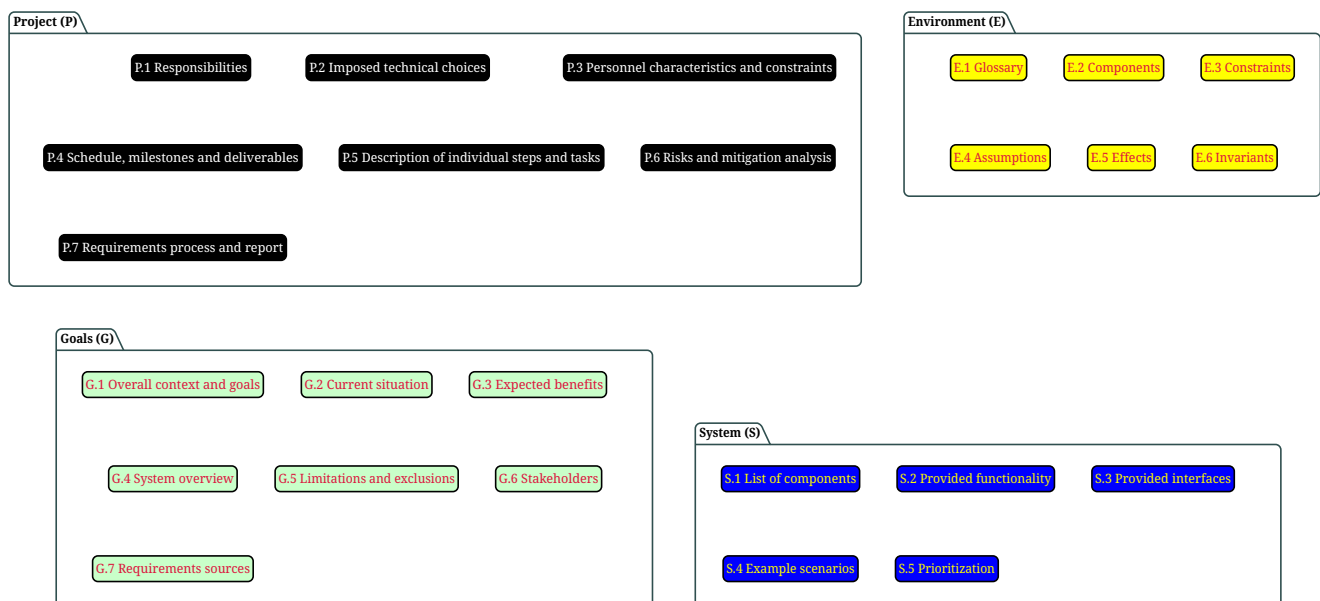 Project (P)
P.1 Responsibilities
P.2 Imposed technical choices
P.3 Personnel characteristics and constraints
P.4 Schedule, milestones and deliverables
P.5 Description of individual steps and tasks
P.6 Risks and mitigation analysis
P.7 Requirements process and report
Environment (E)
E.1 Glossary
E.2 Components
E.3 Constraints
E.4 Assumptions
E.5 Effects
E.6 Invariants
Goals (G)
G.1 Overall context and goals
G.2 Current situation
G.3 Expected benefits
G.4 System overview
G.5 Limitations and exclusions
G.6 Stakeholders
G.7 Requirements sources
System (S)
S.1 List of components
S.2 Provided functionality
S.3 Provided interfaces
S.4 Example scenarios
S.5 Prioritization